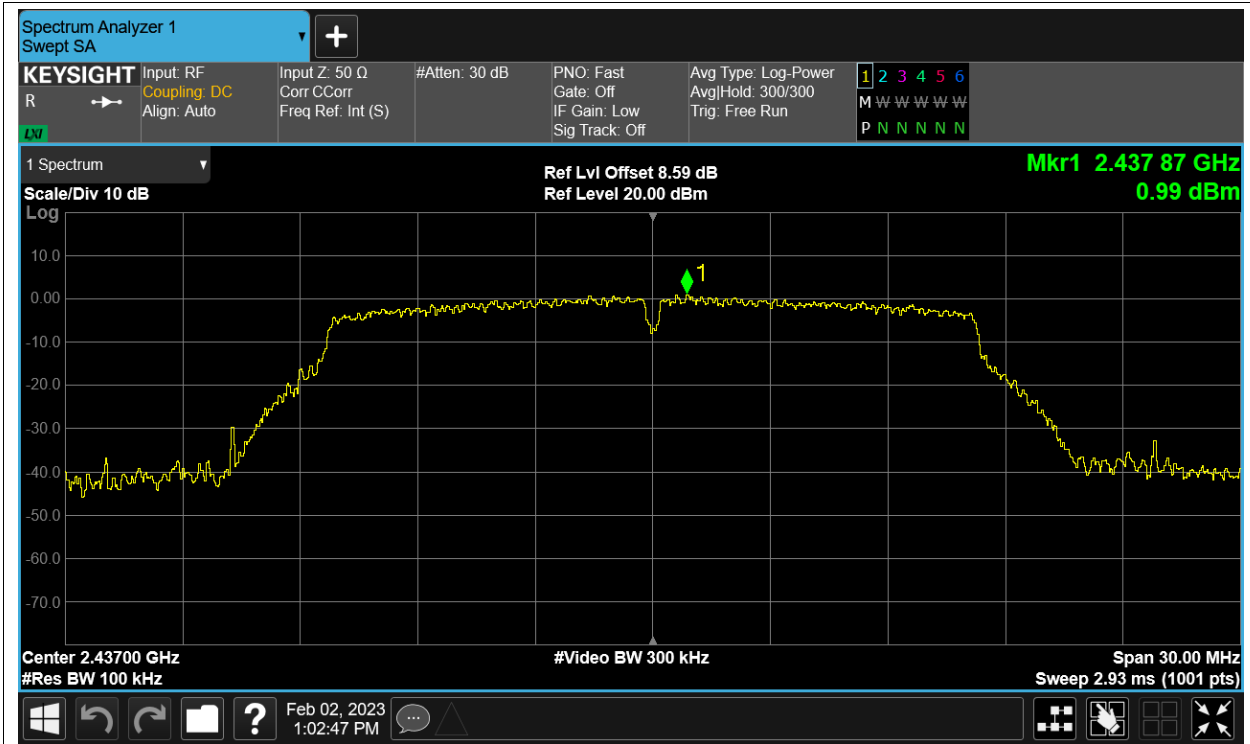 Spectrum Analyzer 1
Swept SA
KEYSIGHT
R
LXI
Input: RF
Coupling: DC
Align: Auto
Input Z: 50 Ω
Corr CCorr
Freq Ref: Int (S)
#Atten: 30 dB
PNO: Fast
Gate: Off
IF Gain: Low
Sig Track: Off
Avg Type: Log-Power
Avg|Hold: 300/300
Trig: Free Run
1 2 3 4 5 6
M W W W W W
P N N N N N
1 Spectrum
Scale/Div 10 dB
Log
Ref Lvl Offset 8.59 dB
Ref Level 20.00 dBm
Mkr1 2.437 87 GHz
0.99 dBm
1
10.0
0.00
-10.0
-20.0
-30.0
-40.0
-50.0
-60.0
-70.0
Center 2.43700 GHz
#Res BW 100 kHz
#Video BW 300 kHz
Span 30.00 MHz
Sweep 2.93 ms (1001 pts)
?
Feb 02, 2023
1:02:47 PM